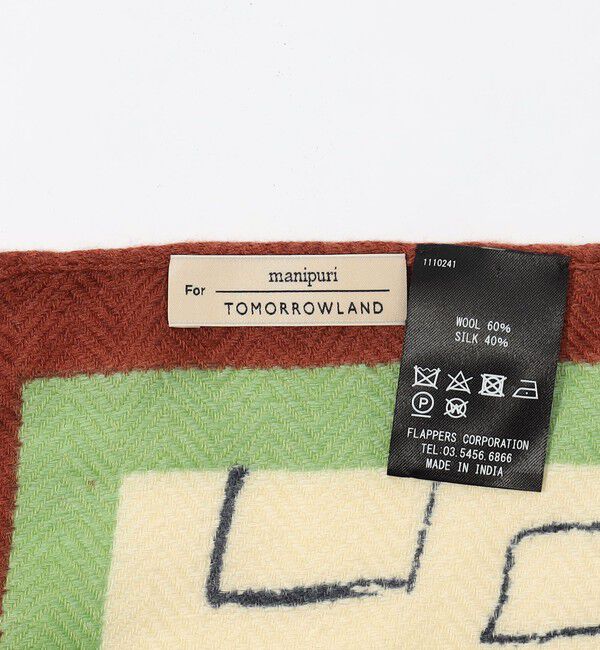 manipuri
For
TOMORROWLAND
1110241
WOOL 60%
SILK 40%
P W
FLAPPERS CORPORATION
TEL:03.5456.6866
MADE IN INDIA